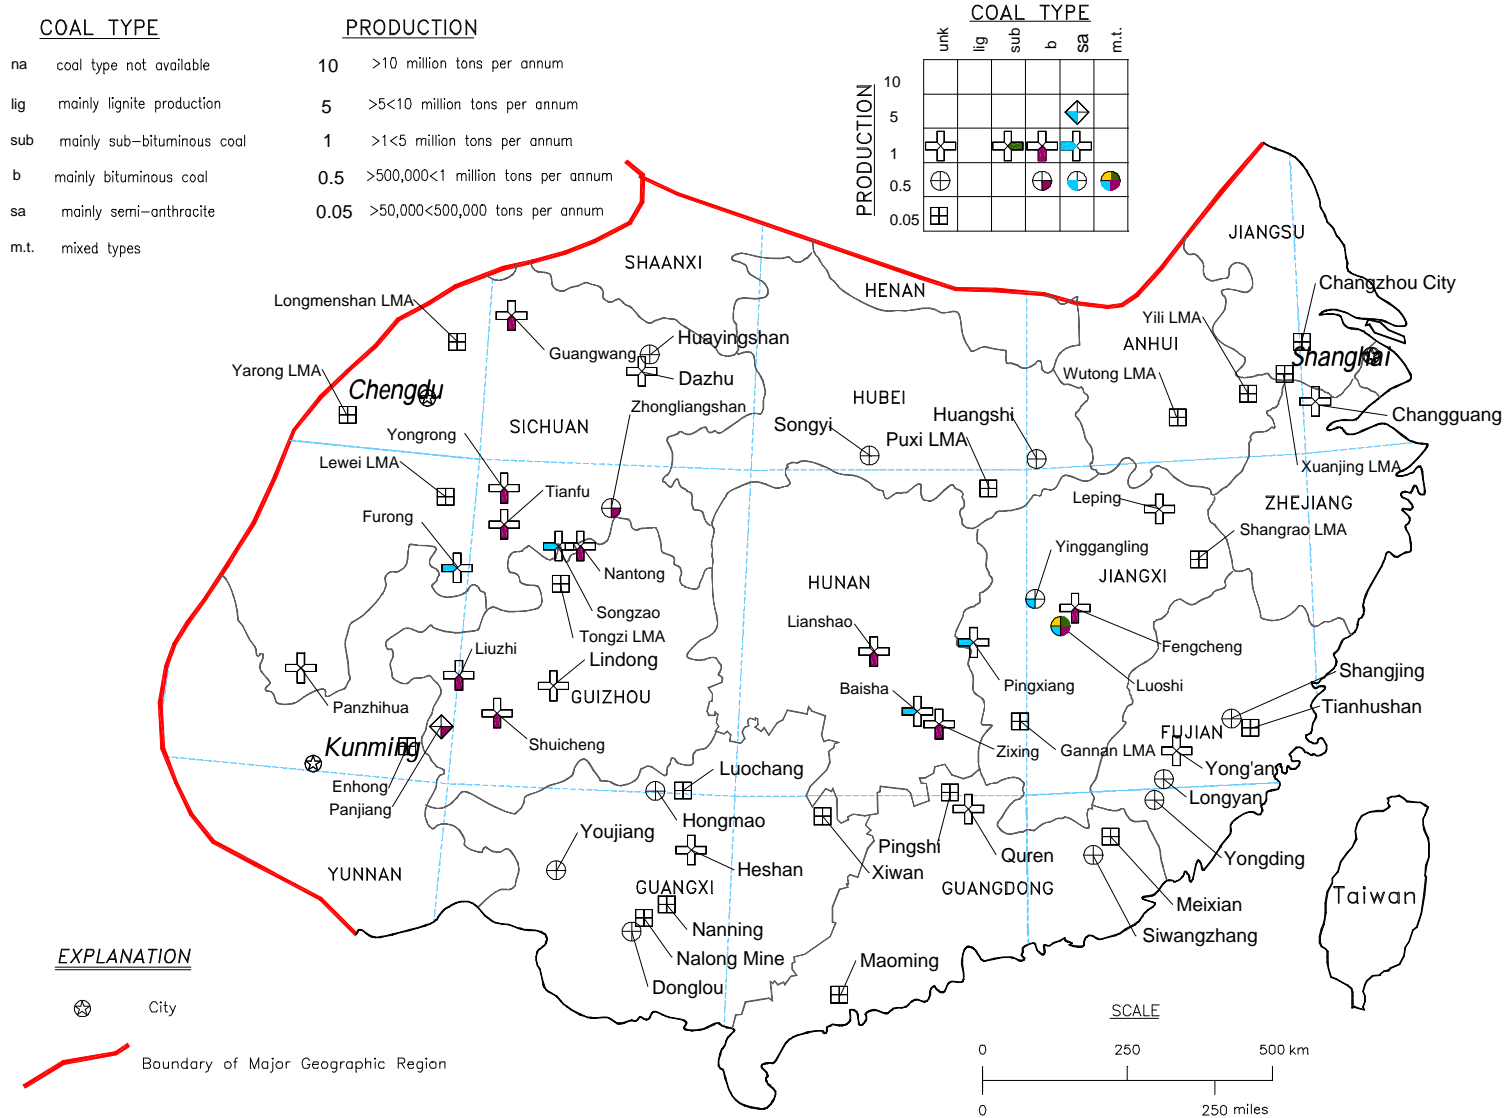 COAL TYPE
na coal type not available
lig mainly lignite production
sub mainly sub-bituminous coal
b mainly bituminous coal
sa mainly semi-anthracite
m.t. mixed types
PRODUCTION
10 >10 million tons per annum
5 >5<10 million tons per annum
1 >1<5 million tons per annum
0.5 >500,000<1 million tons per annum
0.05 >50,000<500,000 tons per annum
COAL TYPE
unk lig sub b sa m.t.
PRODUCTION
10
5
1
0.5
0.05
JIANGSU
SHAANXI
HENAN
Changzhou City
Longmenshan LMA
Yili LMA
Huayingshan
ANHUI
Guangwang
Shanghai
Yarong LMA
Wutong LMA
Dazhu
Chengdu
HUBEI
Zhongliangshan
Huangshi
Changguang
SICHUAN
Songyi
Yongrong
Puxi LMA
Lewei LMA
Xuanjing LMA
Tianfu
Leping
ZHEJIANG
Furong
Shangrao LMA
Yinggangling
Nantong
JIANGXI
HUNAN
Songzao
Lianshao
Tongzi LMA
Liuzhi
Fengcheng
Lindong
Shangjing
Pingxiang
Luoshi
Baisha
GUIZHOU
Panzhihua
Tianhushan
FUJIAN
Shuicheng
Kunming
Zixing
Gannan LMA
Luochang
Yong'an
Enhong
Longyan
Panjiang
Hongmao
Youjiang
Pingshi
Quren
Yongding
Heshan
Xiwan
YUNNAN
GUANGXI
GUANGDONG
Taiwan
Meixian
Nanning
Siwangzhang
Nalong Mine
Maoming
Donglou
EXPLANATION
City
Boundary of Major Geographic Region
SCALE
0 250 500 km
0 250 miles